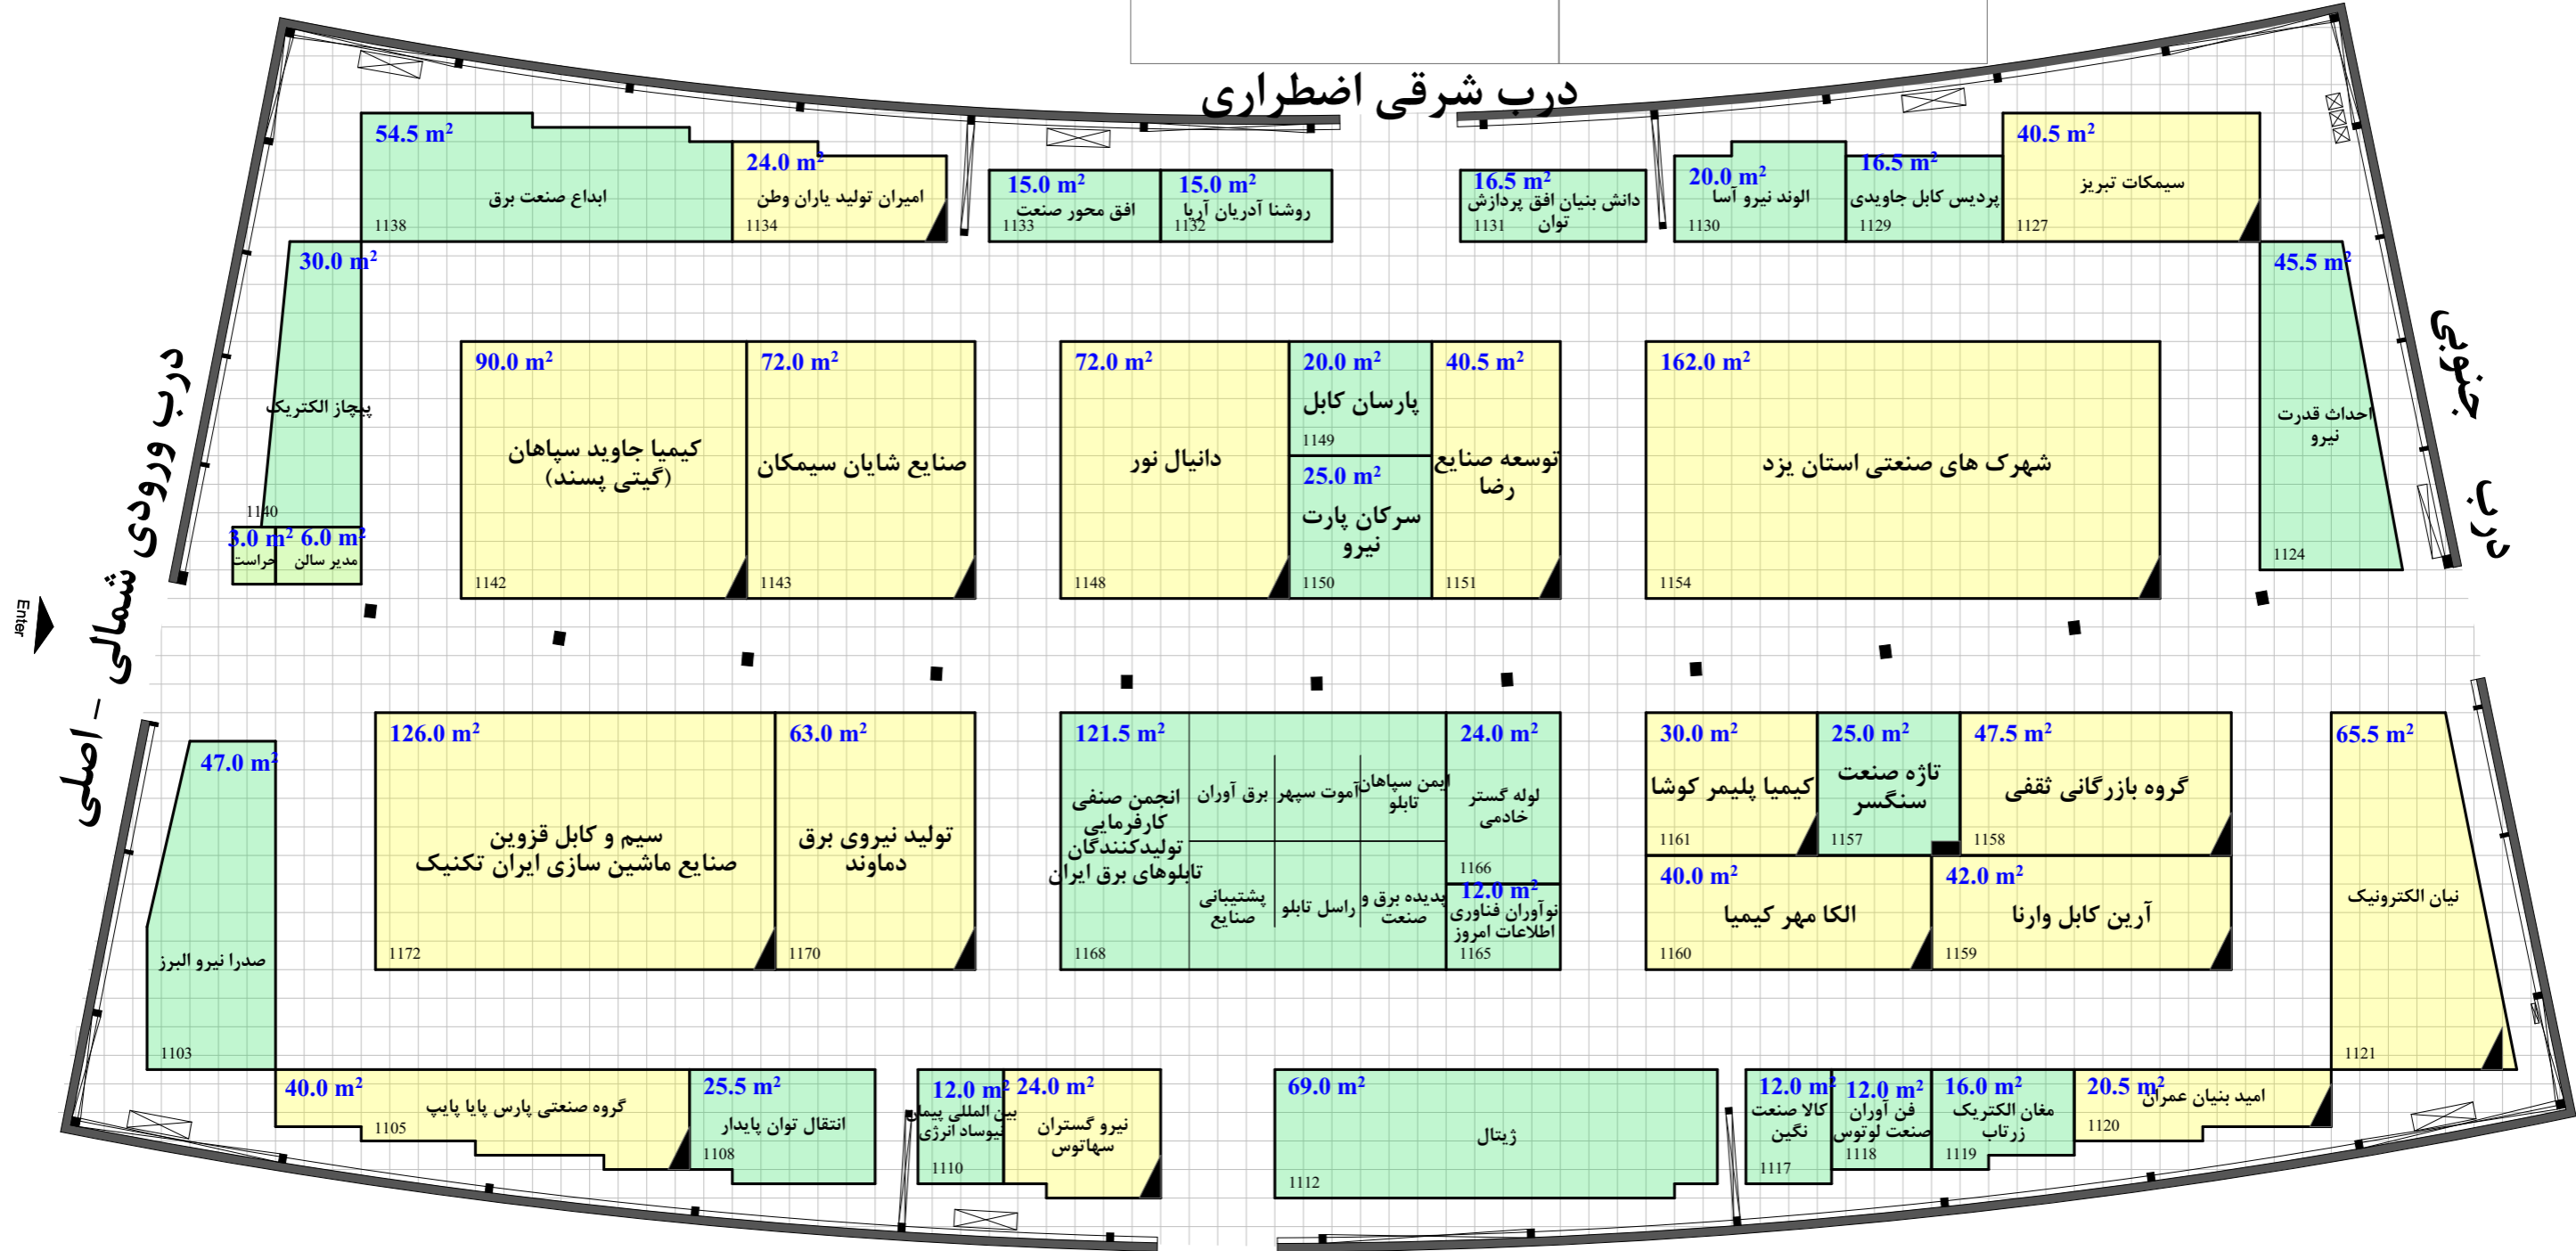 درب شرقی اضطراری
54.5 m²
ابداع صنعت برق
1138
24.0 m²
امیران تولید یاران وطن
1134
15.0 m²
افق محور صنعت
1133
15.0 m²
روشنا آدریان آریا
1132
16.5 m²
دانش بنیان افق پردازش
توان
1131
20.0 m²
الوند نیرو آسا
1130
16.5 m²
پردیس کابل جاویدی
1129
40.5 m²
سیمکات تبریز
1127
30.0 m²
پیچاز الکتریک
1140
3.0 m²
حراست
6.0 m²
مدیر سالن
45.5 m²
احداث قدرت
نیرو
1124
درب جنوبی
درب ورودی شمالی - اصلی
Enter
90.0 m²
کیمیا جاوید سپاهان
(گیتی پسند)
1142
72.0 m²
صنایع شایان سیمکان
1143
72.0 m²
دانیال نور
1148
20.0 m²
پارسان کابل
1149
25.0 m²
سرکان پارت
نیرو
1150
40.5 m²
توسعه صنایع
رضا
1151
162.0 m²
شهرک های صنعتی استان یزد
1154
47.0 m²
صدرا نیرو البرز
1103
126.0 m²
سیم و کابل قزوین
صنایع ماشین سازی ایران تکنیک
1172
63.0 m²
تولید نیروی برق
دماوند
1170
121.5 m²
انجمن صنفی
کارفرمایی
تولیدکنندگان
تابلوهای برق ایران
1168
برق آوران
آموت سپهر
ایمن سپاهان
تابلو
پشتیبانی
صنایع
راسل تابلو
پدیده برق و
صنعت
24.0 m²
لوله گستر
خادمی
1166
12.0 m²
نوآوران فناوری
اطلاعات امروز
1165
30.0 m²
کیمیا پلیمر کوشا
1161
25.0 m²
تاژه صنعت
سنگسر
1157
47.5 m²
گروه بازرگانی ثقفی
1158
40.0 m²
الکا مهر کیمیا
1160
42.0 m²
آرین کابل وارنا
1159
65.5 m²
نیان الکترونیک
1121
40.0 m²
گروه صنعتی پارس پایا پایپ
1105
25.5 m²
انتقال توان پایدار
1108
12.0 m²
بین المللی پیمان
نیوساد انرژی
1110
24.0 m²
نیرو گستران
سهاتوس
69.0 m²
ژیتال
1112
12.0 m²
کالا صنعت
نگین
1117
12.0 m²
فن آوران
صنعت لوتوس
1118
16.0 m²
مغان الکتریک
زرتاب
1119
20.5 m²
امید بنیان عمران
1120